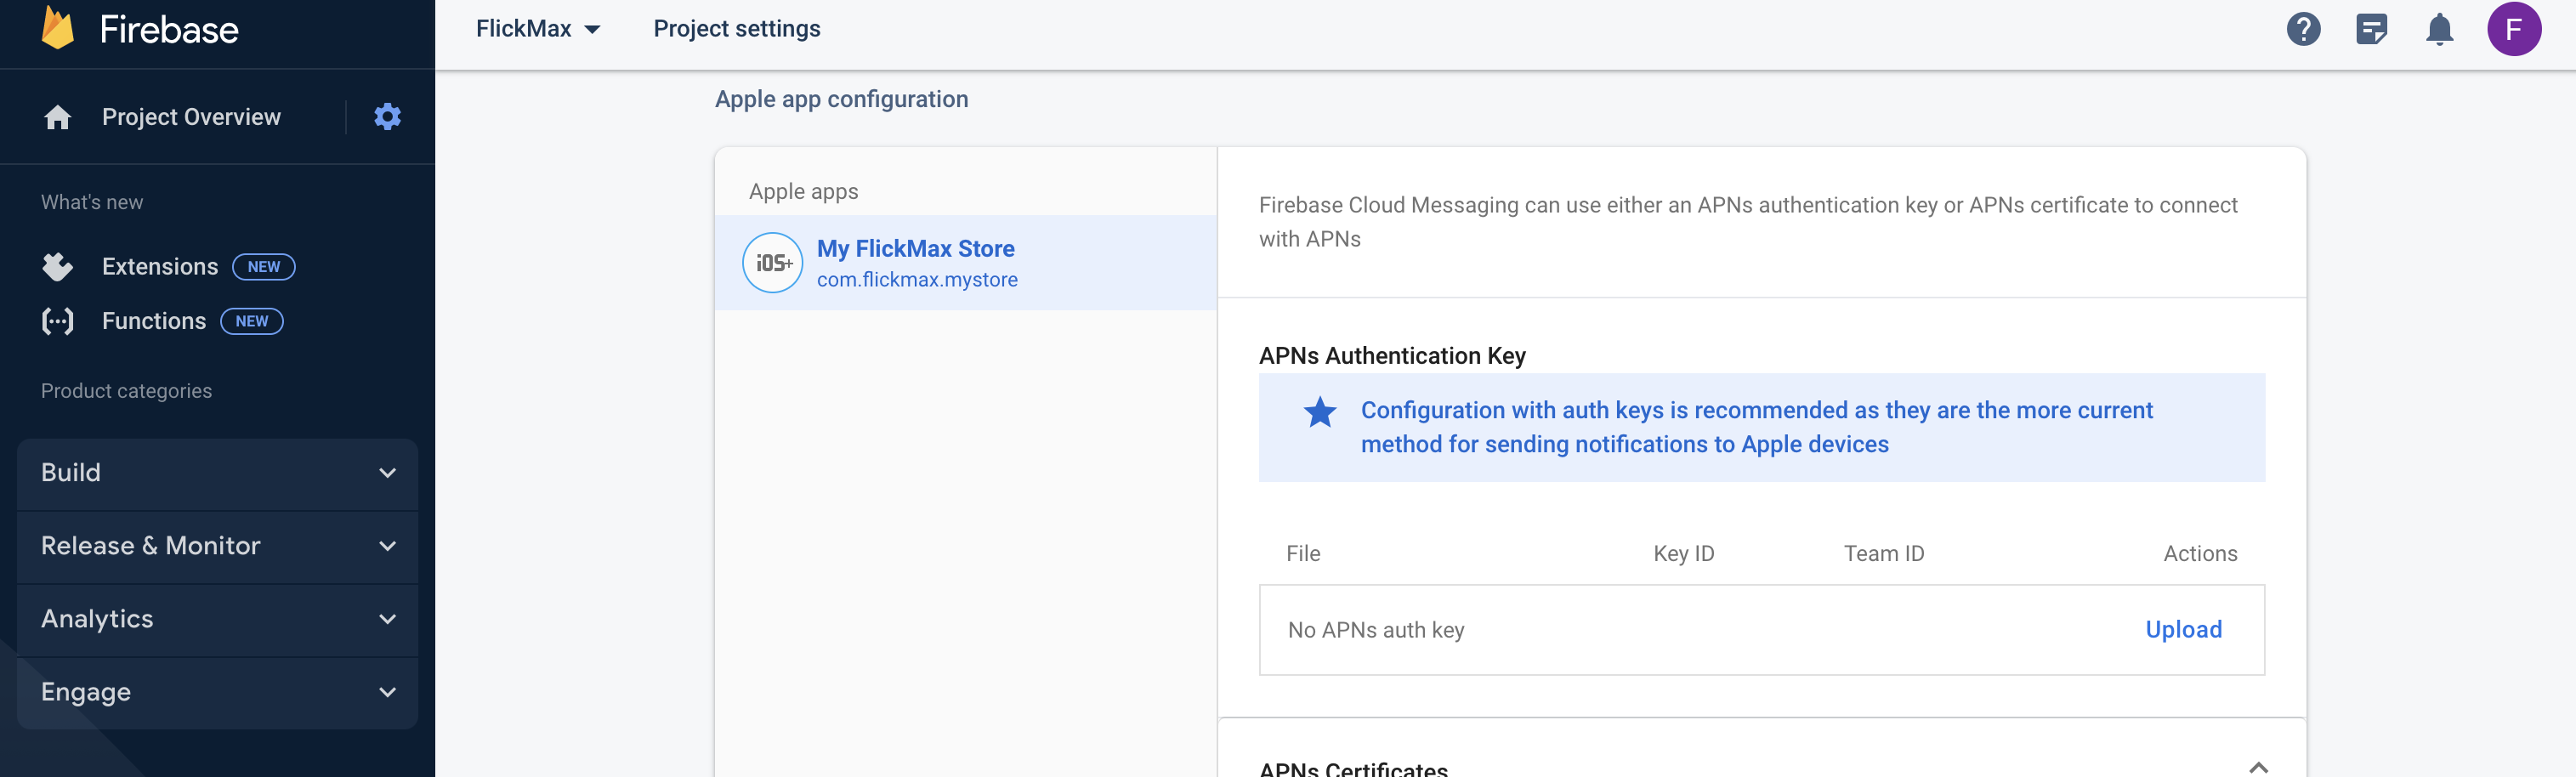 Firebase
FlickMax
Project settings
?
F
Project Overview
What's new
Extensions NEW
Functions NEW
Product categories
Build
Release & Monitor
Analytics
Engage
Apple app configuration
Apple apps
iOS+
My FlickMax Store
com.flickmax.mystore
Firebase Cloud Messaging can use either an APNs authentication key or APNs certificate to connect
with APNs
APNs Authentication Key
Configuration with auth keys is recommended as they are the more current
method for sending notifications to Apple devices
File Key ID Team ID Actions
No APNs auth key Upload
APNs Certificates